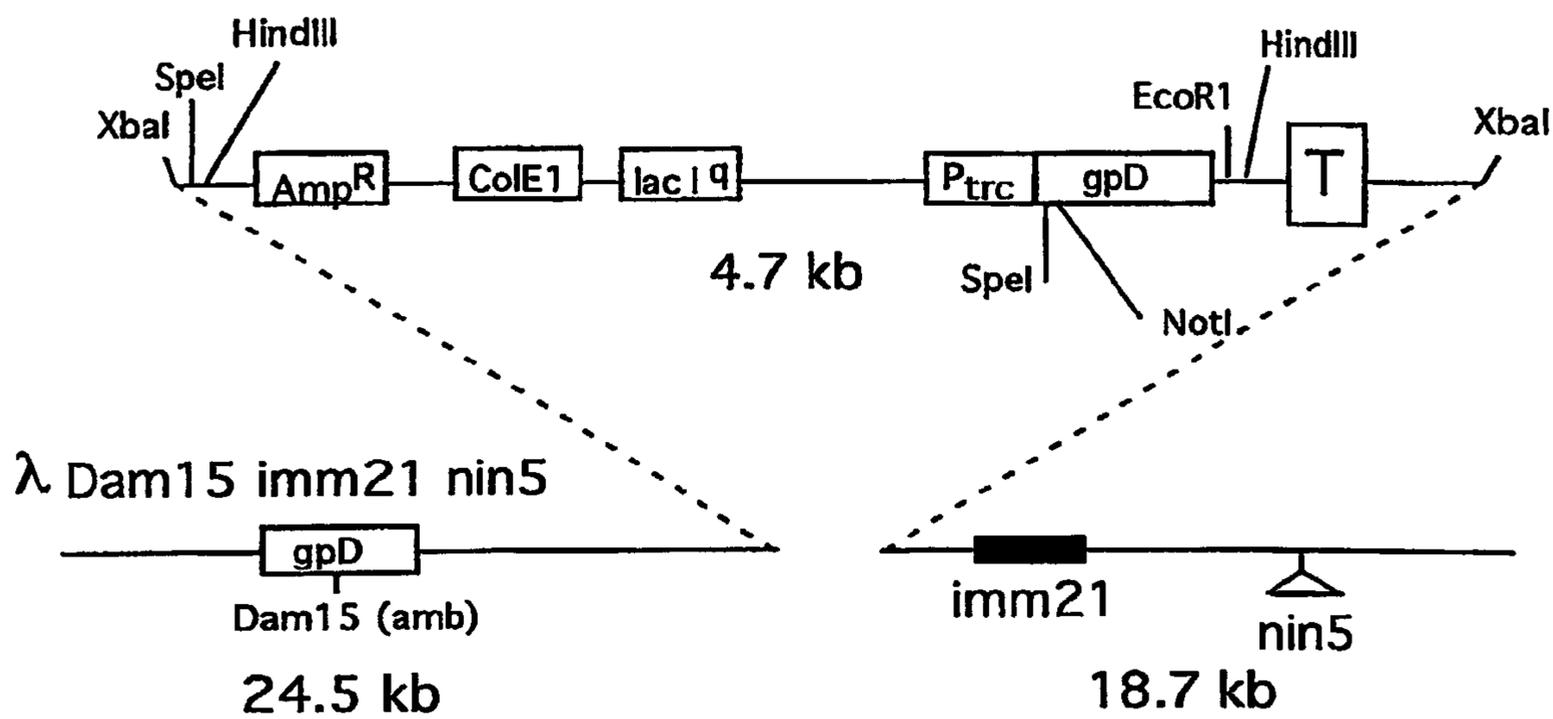 HindIII
HindIII
SpeI
EcoR1
XbaI
XbaI
Amp^R
ColE1
lac I q
Ptrc
gpD
T
4.7 kb
SpeI
NotI
λ Dam15 imm21 nin5
gpD
Dam15 (amb)
imm21
nin5
24.5 kb
18.7 kb